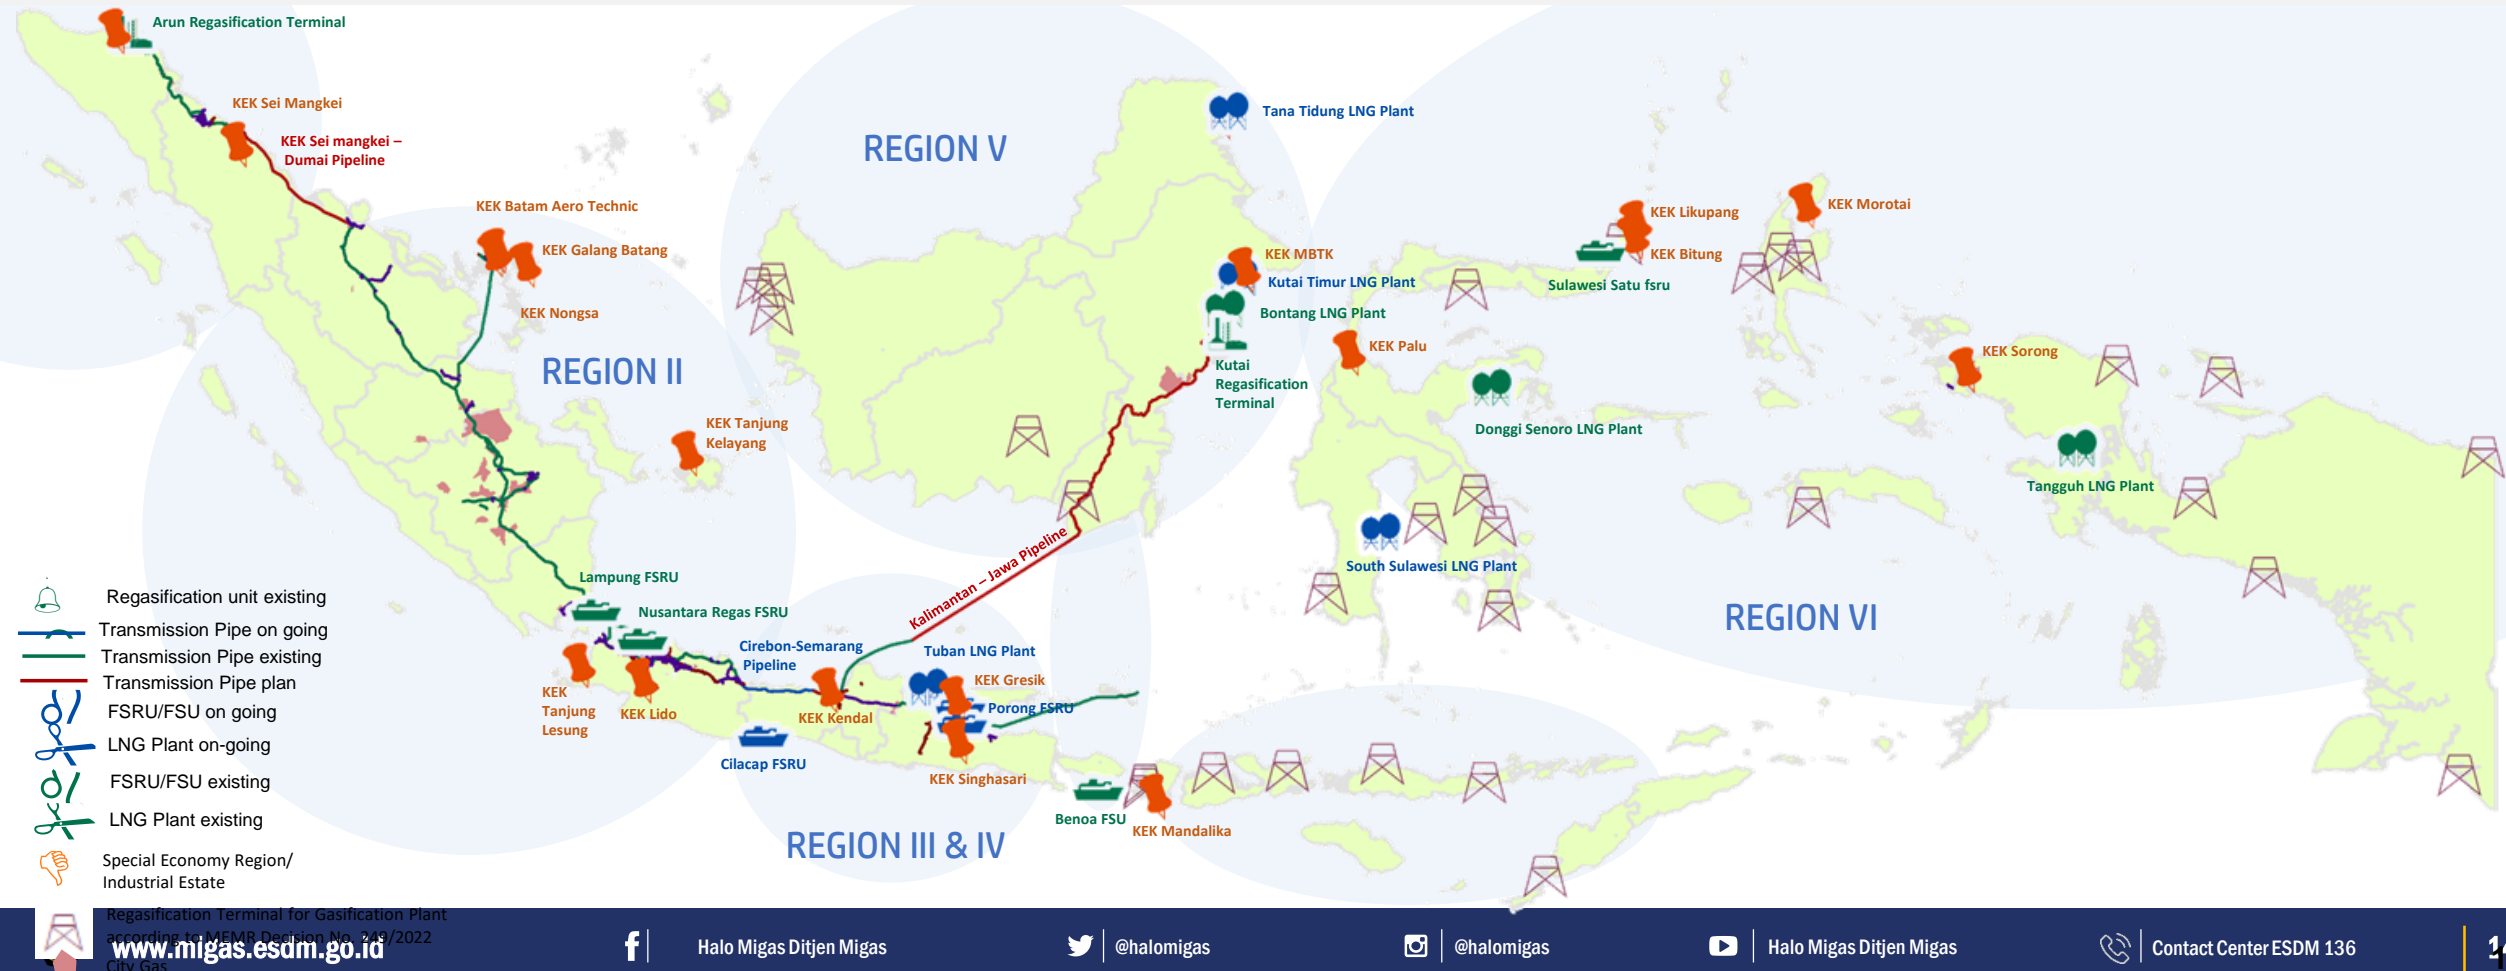 Arun Regasification Terminal
KEK Sei Mangkei
KEK Sei mangkei –
Dumai Pipeline
REGION V
Tana Tidung LNG Plant
KEK Batam Aero Technic
KEK Galang Batang
KEK Nongsa
REGION II
KEK Tanjung
Kelayang
KEK MBTK
Kutai Timur LNG Plant
Bontang LNG Plant
Kutai
Regasification
Terminal
KEK Likupang
KEK Bitung
Sulawesi Satu fsru
KEK Morotai
KEK Palu
KEK Sorong
Donggi Senoro LNG Plant
Tangguh LNG Plant
South Sulawesi LNG Plant
REGION VI
Kalimantan – Jawa Pipeline
Lampung FSRU
Nusantara Regas FSRU
Cirebon-Semarang
Pipeline
Tuban LNG Plant
KEK Gresik
Porong FSRU
KEK
Tanjung
Lesung
KEK Lido
KEK Kendal
Cilacap FSRU
KEK Singhasari
Benoa FSU
KEK Mandalika
REGION III & IV
Regasification unit existing
Transmission Pipe on going
Transmission Pipe existing
Transmission Pipe plan
FSRU/FSU on going
LNG Plant on-going
FSRU/FSU existing
LNG Plant existing
Special Economy Region/
Industrial Estate
Regasification Terminal for Gasification Plant
according to MEMR Decision No. 249/2022
City Gas
www.migas.esdm.go.id
Halo Migas Ditjen Migas
@halomigas
@halomigas
Halo Migas Ditjen Migas
Contact Center ESDM 136